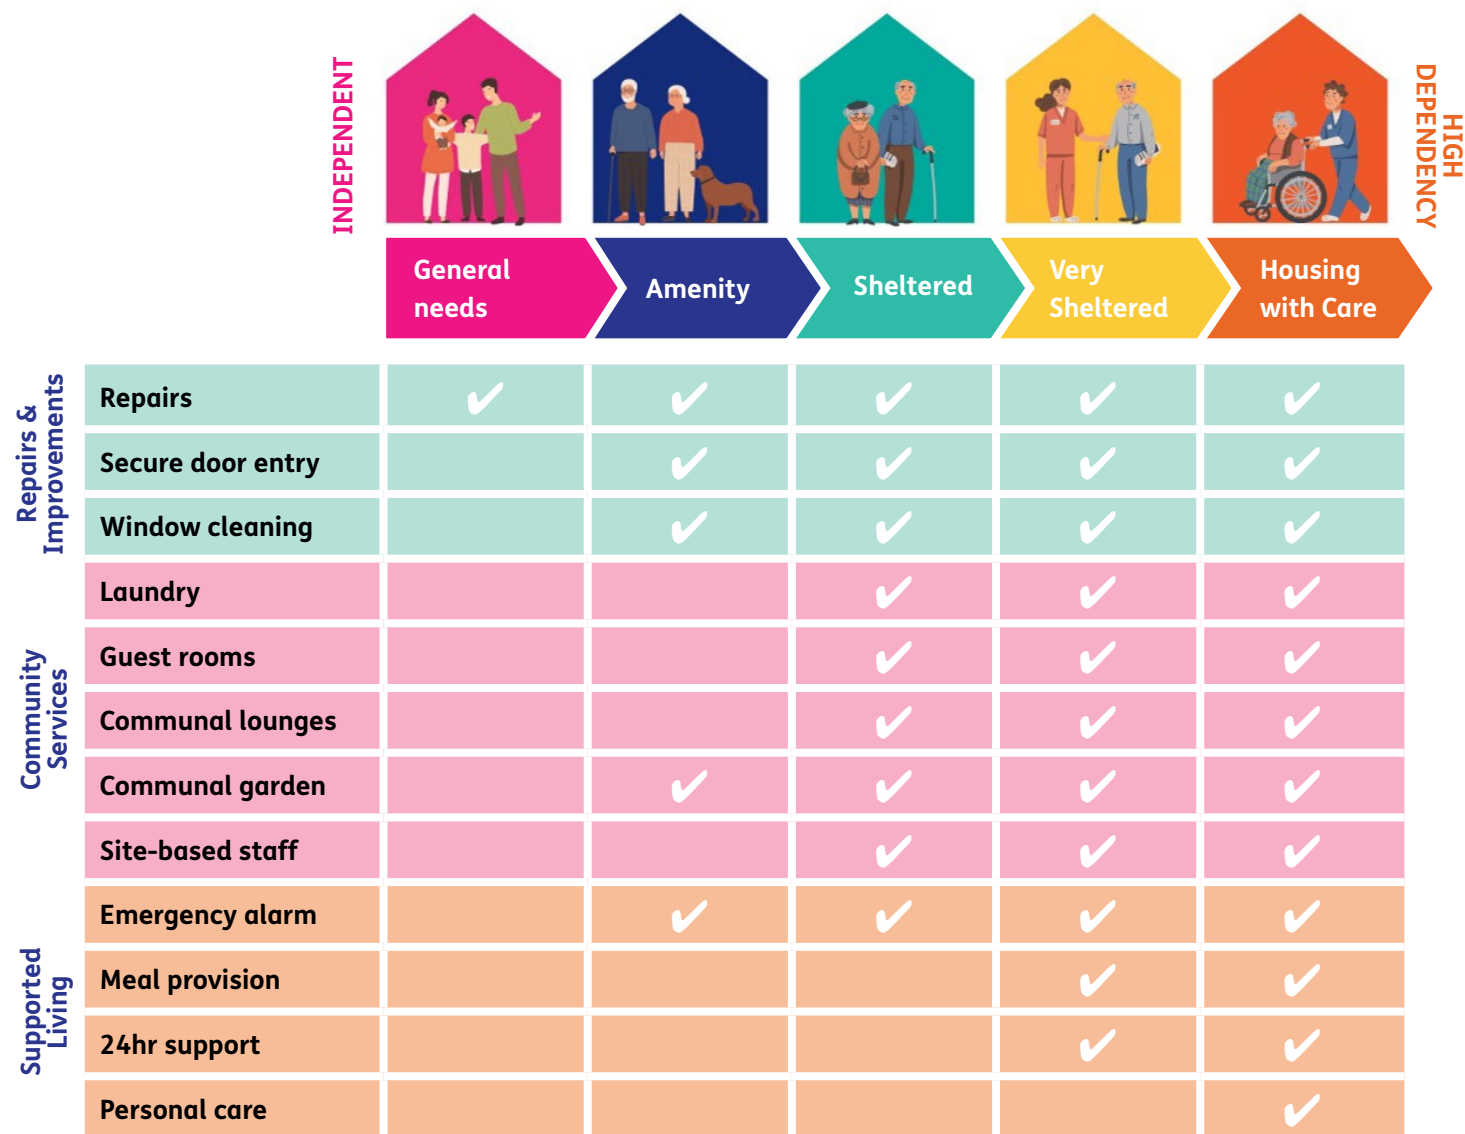 INDEPENDENT
HIGH
DEPENDENCY
General
needs
Amenity
Sheltered
Very
Sheltered
Housing
with Care
Repairs &
Improvements
Repairs ✔ ✔ ✔ ✔ ✔
Secure door entry ✔ ✔ ✔ ✔
Window cleaning ✔ ✔ ✔ ✔
Community
Services
Laundry ✔ ✔ ✔
Guest rooms ✔ ✔ ✔
Communal lounges ✔ ✔ ✔
Communal garden ✔ ✔ ✔ ✔
Site-based staff ✔ ✔ ✔
Supported
Living
Emergency alarm ✔ ✔ ✔ ✔
Meal provision ✔ ✔
24hr support ✔ ✔
Personal care ✔